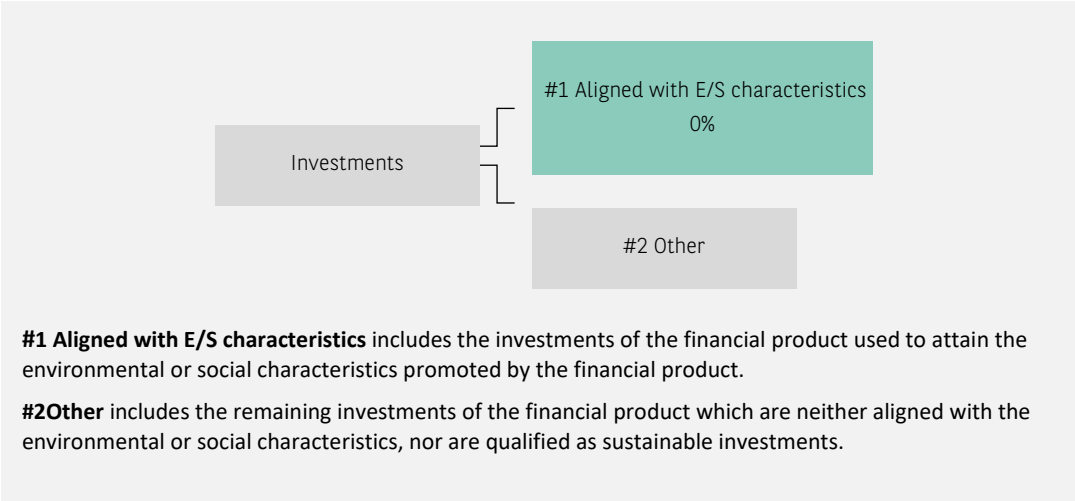 #1 Aligned with E/S characteristics
0%
Investments
#2 Other
#1 Aligned with E/S characteristics includes the investments of the financial product used to attain the
environmental or social characteristics promoted by the financial product.
#2Other includes the remaining investments of the financial product which are neither aligned with the
environmental or social characteristics, nor are qualified as sustainable investments.